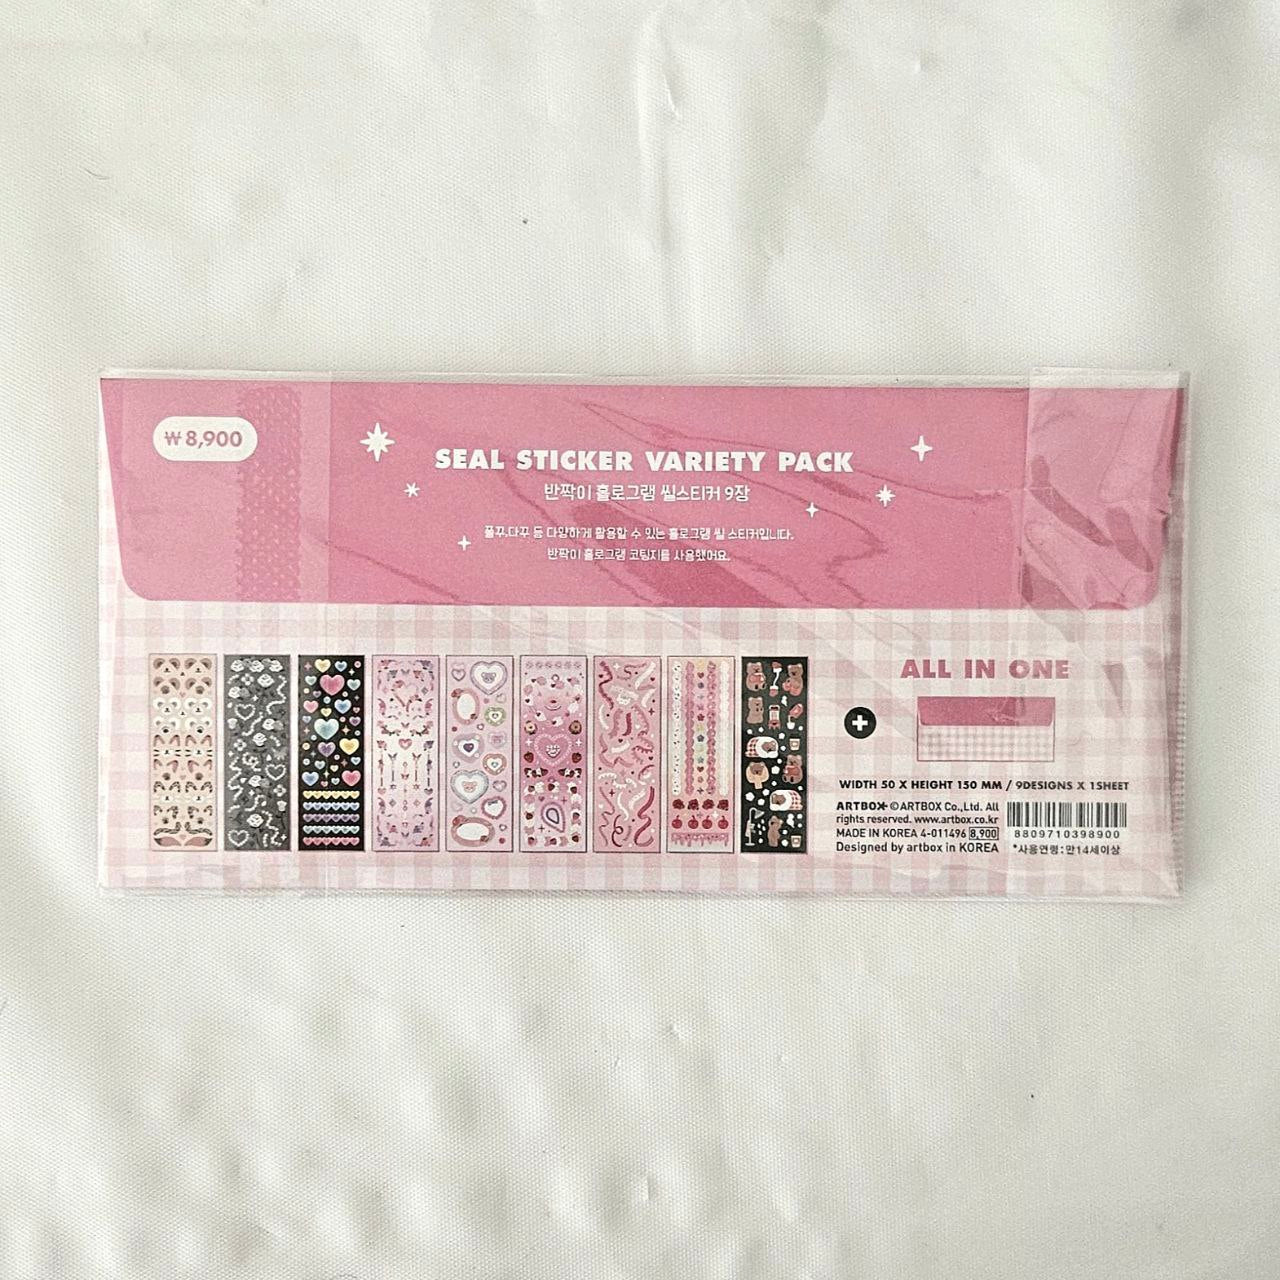 ₩8,900
SEAL STICKER VARIETY PACK
반짝이 홀로그램 씰스티커 9장
폴꾸,다꾸 등 다양하게 활용할 수 있는 홀로그램 씰 스티커입니다.
반짝이 홀로그램 코팅지를 사용했어요.
ALL IN ONE
WIDTH 50 X HEIGHT 150 MM / 9DESIGNS X 1SHEET
ARTBOX ©ARTBOX Co.,Ltd. All
rights reserved. www.artbox.co.kr
MADE IN KOREA 4-011496 8,900
Designed by artbox in KOREA
8809710398900
*사용연령:만14세이상